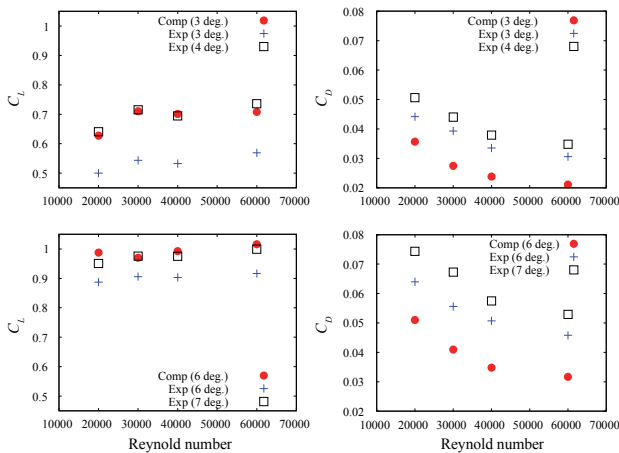 Comp (3 deg.)
Exp (3 deg.)
Exp (4 deg.)
1
0.9
0.8
0.7
0.6
0.5
C_L
10000 20000 30000 40000 50000 60000 70000
Comp (3 deg.)
Exp (3 deg.)
Exp (4 deg.)
0.08
0.07
0.06
0.05
0.04
0.03
0.02
C_D
10000 20000 30000 40000 50000 60000 70000
1
0.9
0.8
0.7
0.6
0.5
C_L
Comp (6 deg.)
Exp (6 deg.)
Exp (7 deg.)
10000 20000 30000 40000 50000 60000 70000
Reynold number
Comp (6 deg.)
Exp (6 deg.)
Exp (7 deg.)
0.08
0.07
0.06
0.05
0.04
0.03
0.02
C_D
10000 20000 30000 40000 50000 60000 70000
Reynold number